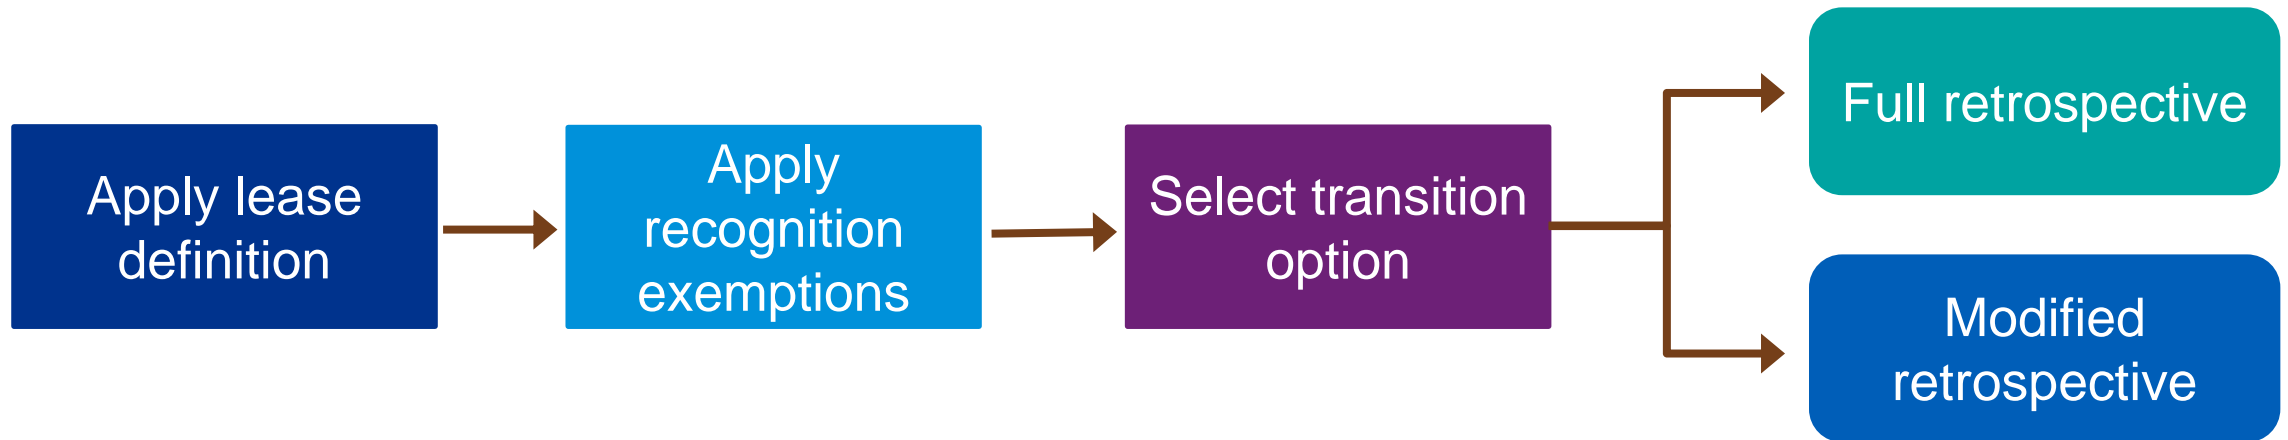 Apply lease
definition
Apply
recognition
exemptions
Select transition
option
Full retrospective
Modified
retrospective